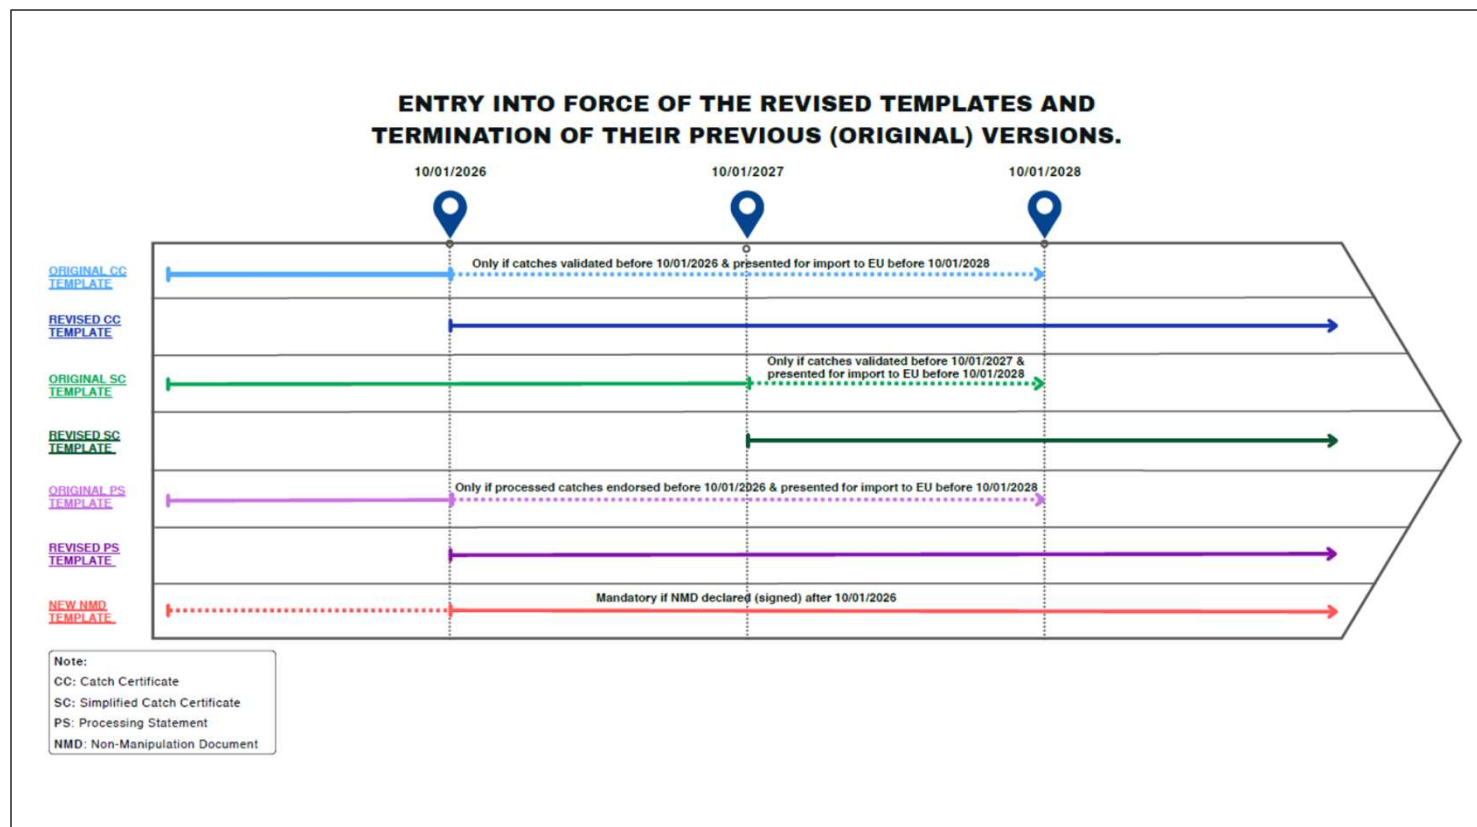 ENTRY INTO FORCE OF THE REVISED TEMPLATES AND
TERMINATION OF THEIR PREVIOUS (ORIGINAL) VERSIONS.
10/01/2026
10/01/2027
10/01/2028
ORIGINAL CC
TEMPLATE
Only if catches validated before 10/01/2026 & presented for import to EU before 10/01/2028
REVISED CC
TEMPLATE
ORIGINAL SC
TEMPLATE
Only if catches validated before 10/01/2027 &
presented for import to EU before 10/01/2028
REVISED SC
TEMPLATE
ORIGINAL PS
TEMPLATE
Only if processed catches endorsed before 10/01/2026 & presented for import to EU before 10/01/2028
REVISED PS
TEMPLATE
NEW NMD
TEMPLATE
Mandatory if NMD declared (signed) after 10/01/2026
Note:
CC: Catch Certificate
SC: Simplified Catch Certificate
PS: Processing Statement
NMD: Non-Manipulation Document